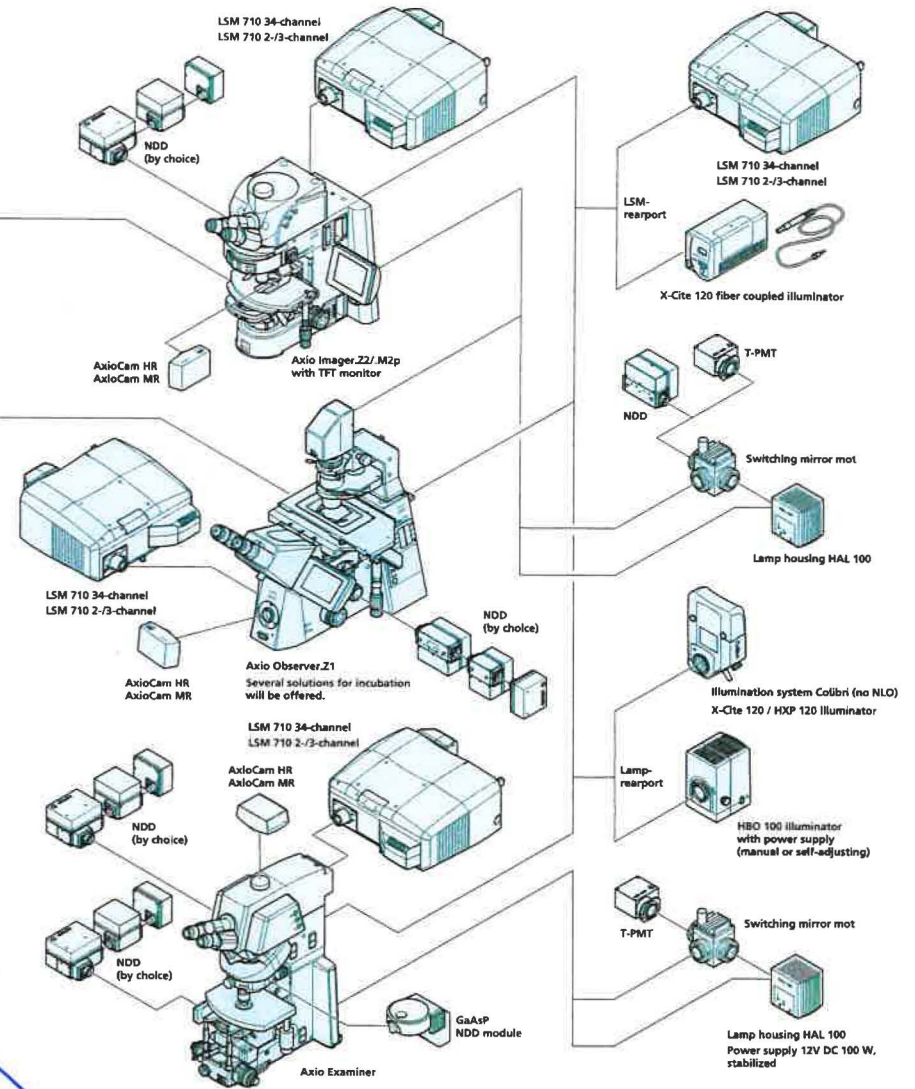 LSM 710 34-channel
LSM 710 2-/3-channel
NDD
(by choice)
LSM 710 34-channel
LSM 710 2-/3-channel
LSM-
rearport
X-Cite 120 fiber coupled illuminator
AxioCam HR
AxioCam MR
Axio Imager.Z2/.M2p
with TFT monitor
T-PMT
NDD
Switching mirror mot
Lamp housing HAL 100
LSM 710 34-channel
LSM 710 2-/3-channel
AxioCam HR
AxioCam MR
Axio Observer.Z1
Several solutions for incubation
will be offered.
NDD
(by choice)
Illumination system Colibri (no NLO)
X-Cite 120 / HXP 120 Illuminator
LSM 710 34-channel
LSM 710 2-/3-channel
AxioCam HR
AxioCam MR
NDD
(by choice)
Lamp-
rearport
HBO 100 illuminator
with power supply
(manual or self-adjusting)
NDD
(by choice)
T-PMT
Switching mirror mot
GaAsP
NDD module
Axio Examiner
Lamp housing HAL 100
Power supply 12V DC 100 W,
stabilized